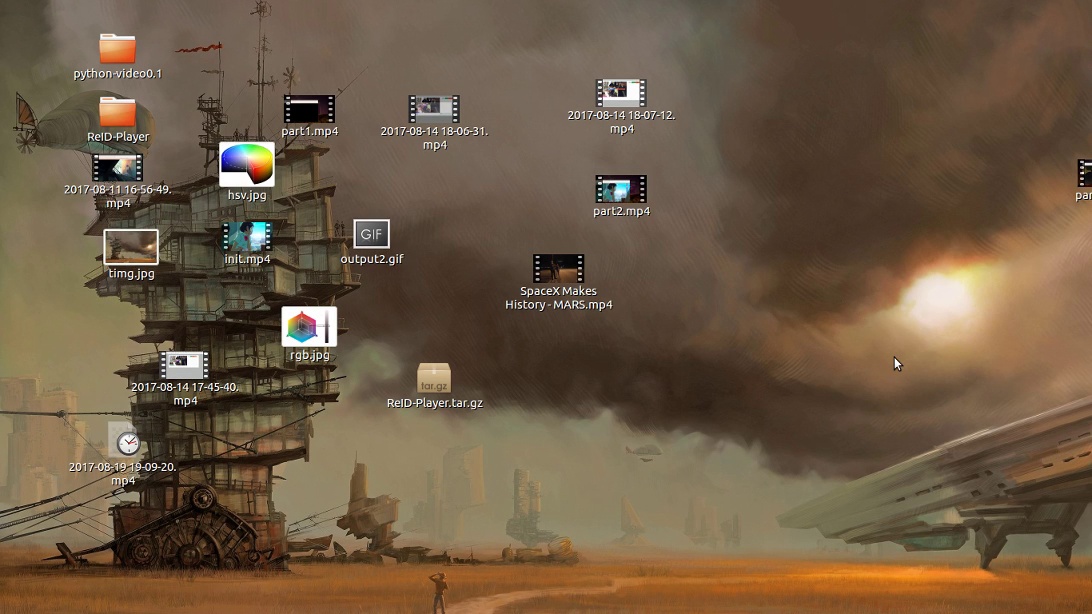 python-video0.1
ReID-Player
2017-08-11 16-56-49.
mp4
timg.jpg
part1.mp4
hsv.jpg
init.mp4
rgb.jpg
2017-08-14 17-45-40.
mp4
2017-08-19 19-09-20.
mp4
2017-08-14 18-06-31.
mp4
GIF
output2.gif
tar.gz
ReID-Player.tar.gz
2017-08-14 18-07-12.
mp4
part2.mp4
SpaceX Makes
History - MARS.mp4
par